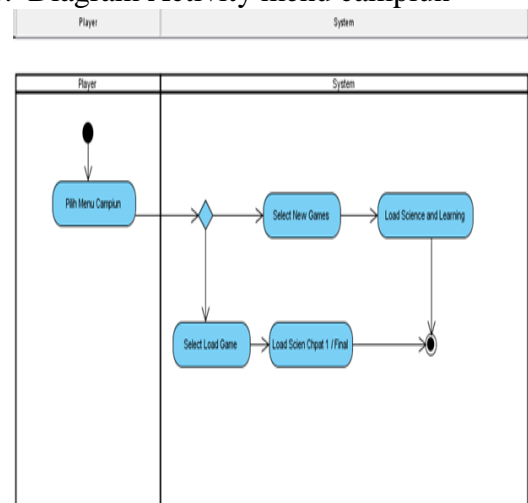 Diagram Activity menu campiun
Player
System
Player
System
Pilih Menu Campiun
Select New Games
Load Science and Learning
Select Load Game
Load Scien Chpat 1 / Final